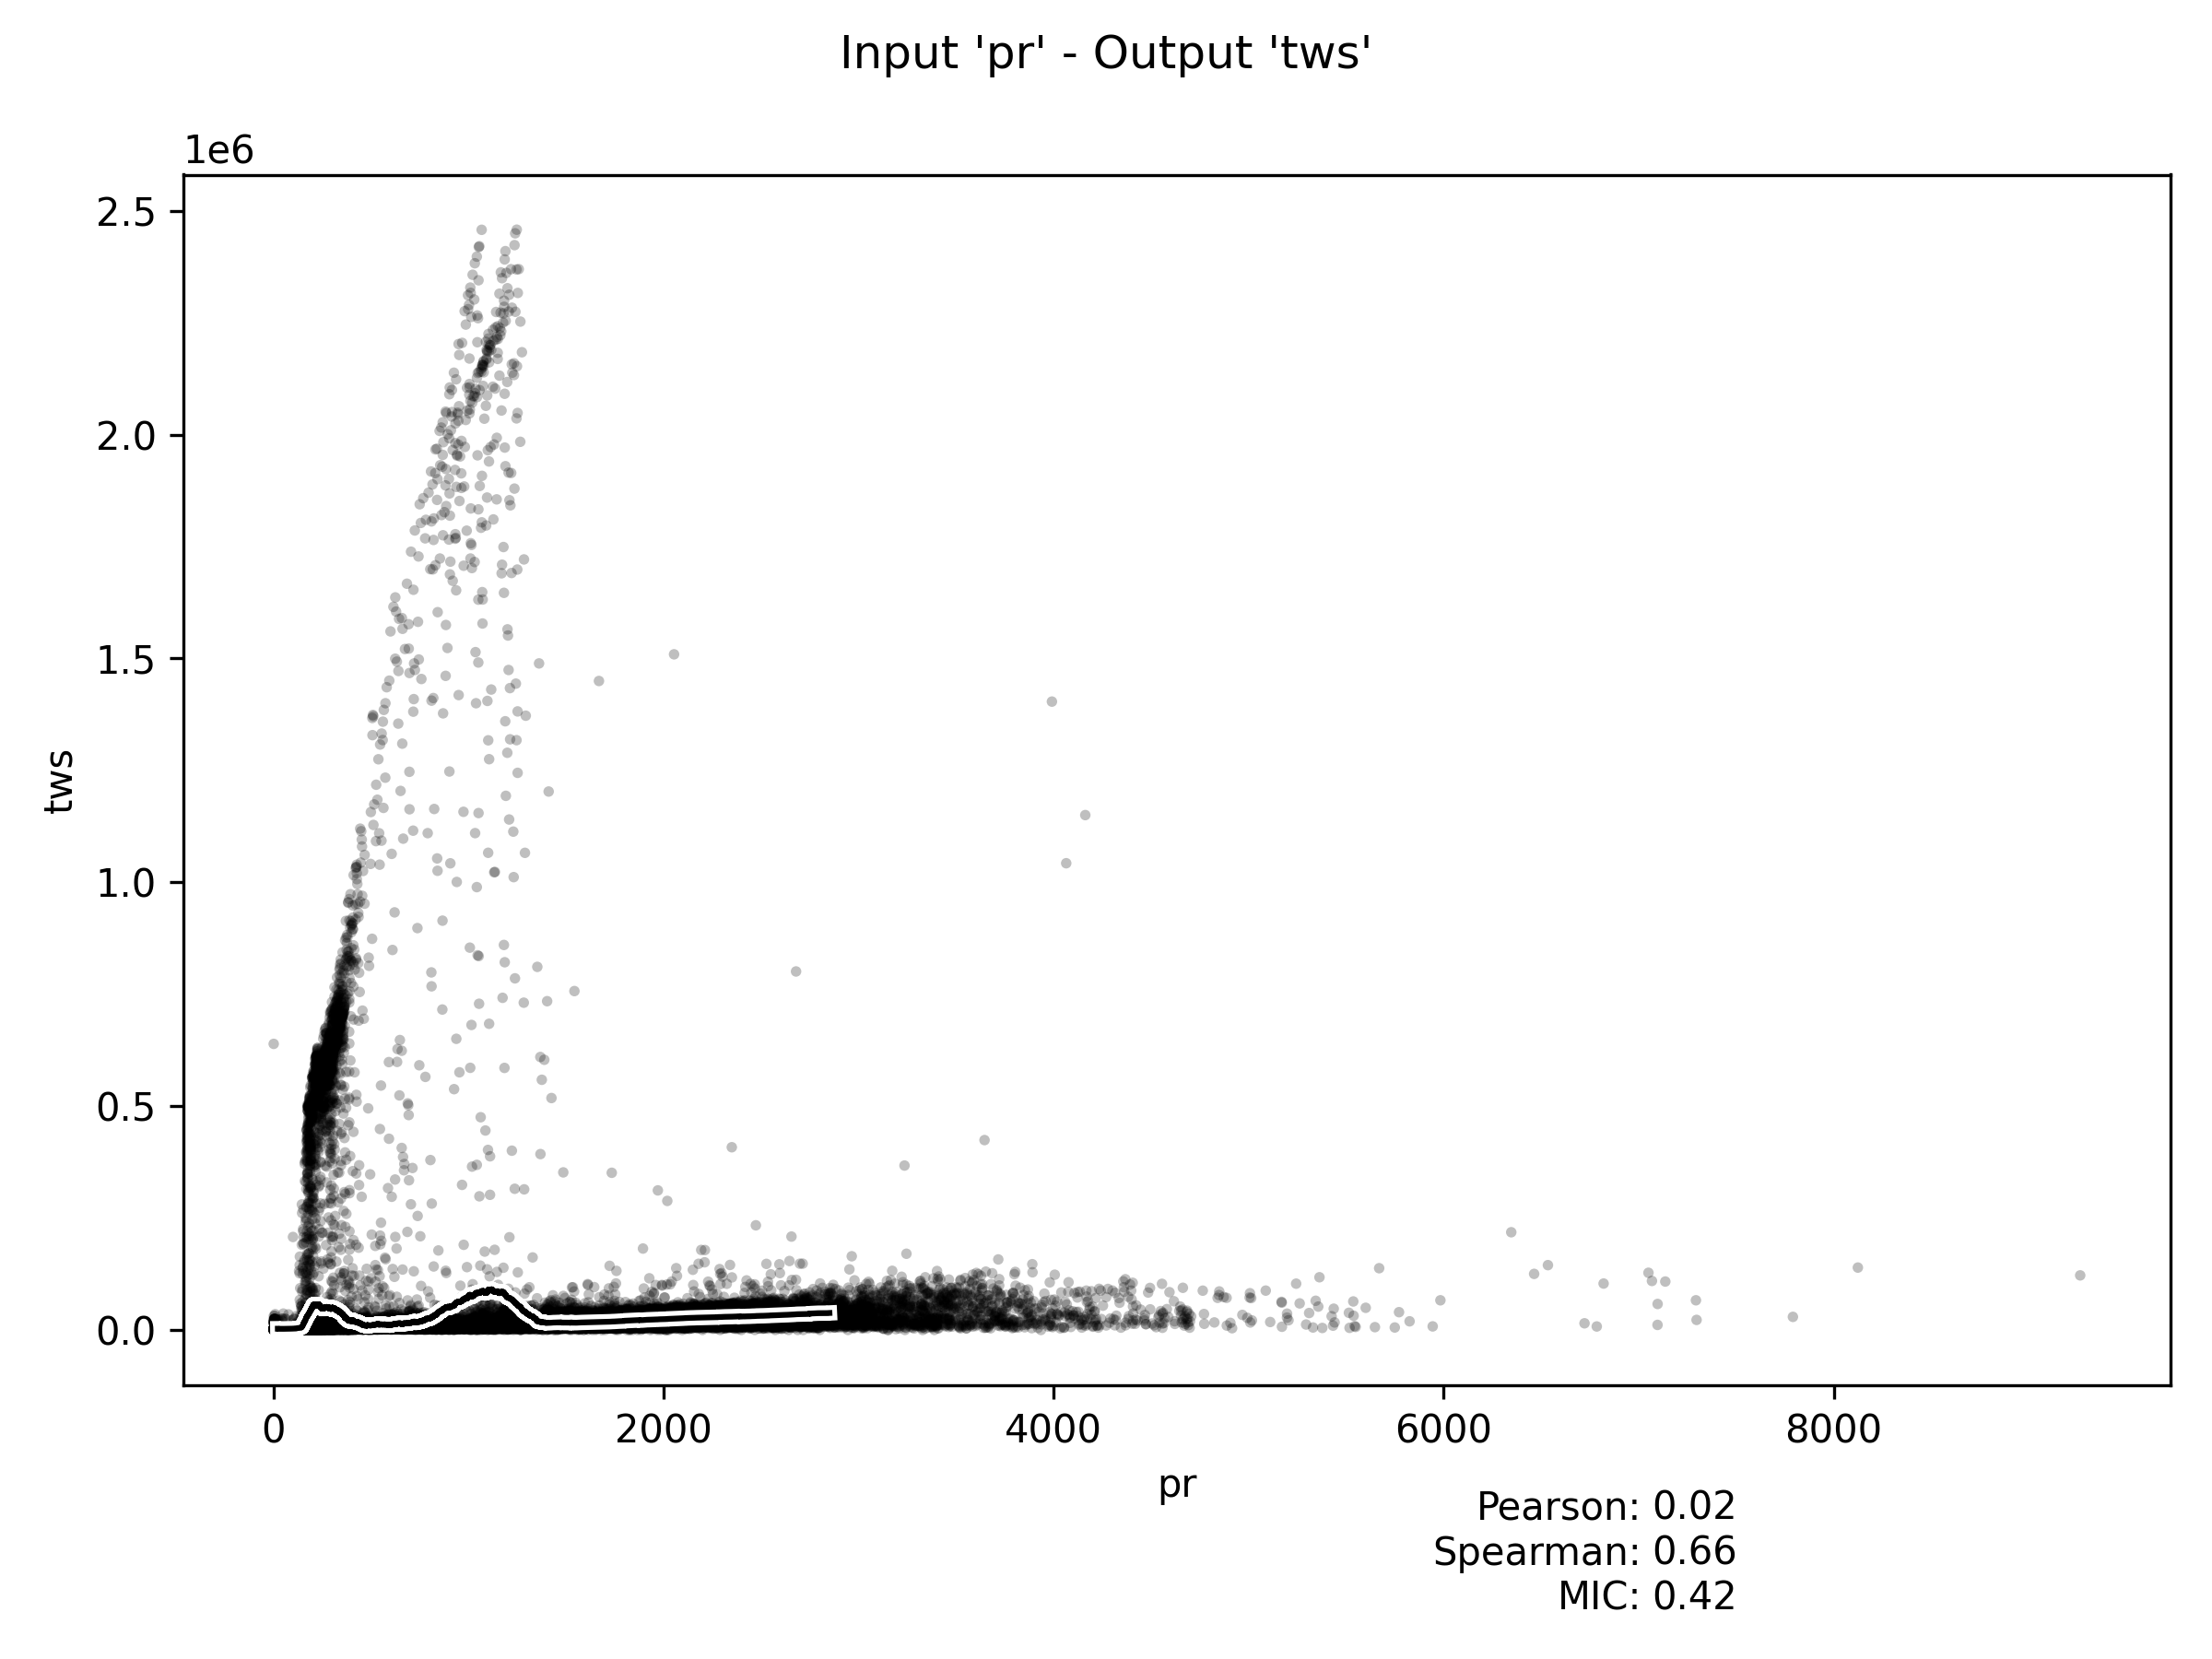 Input 'pr' - Output 'tws'
1e6
2.5
2.0
1.5
1.0
0.5
0.0
tws
0 2000 4000 6000 8000
pr
Pearson: 0.02
Spearman: 0.66
MIC: 0.42